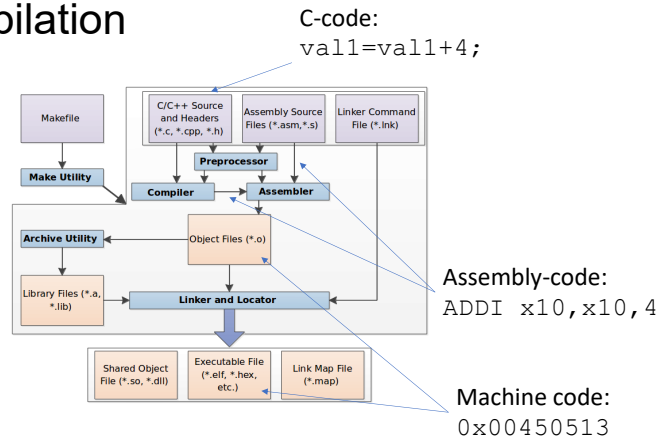 pilation
C-code:
val1=val1+4;
Makefile
C/C++ Source
and Headers
(*.c, *.cpp, *.h)
Assembly Source
Files (*.asm,*.s)
Linker Command
File (*.lnk)
Preprocessor
Make Utility
Compiler
Assembler
Archive Utility
Object Files (*.o)
Library Files (*.a,
*.lib)
Linker and Locator
Assembly-code:
ADDI x10,x10,4
Shared Object
File (*.so, *.dll)
Executable File
(*.elf, *.hex,
etc.)
Link Map File
(*.map)
Machine code:
0x00450513